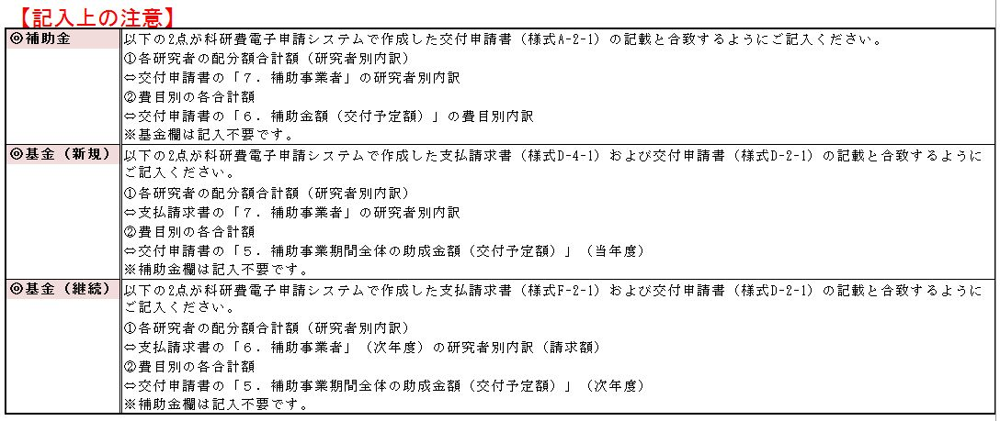 【記入上の注意】
◎補助金
以下の2点が科研費電子申請システムで作成した交付申請書（様式A-2-1）の記載と合致するようにご記入ください。
①各研究者の配分額合計額（研究者別内訳）
⇔交付申請書の「７．補助事業者」の研究者別内訳
②費目別の各合計額
⇔交付申請書の「６．補助金額（交付予定額）」の費目別内訳
※基金欄は記入不要です。
◎基金（新規）
以下の2点が科研費電子申請システムで作成した支払請求書（様式D-4-1）および交付申請書（様式D-2-1）の記載と合致するように
ご記入ください。
①各研究者の配分額合計額（研究者別内訳）
⇔支払請求書の「７．補助事業者」の研究者別内訳
②費目別の各合計額
⇔交付申請書の「５．補助事業期間全体の助成金額（交付予定額）」（当年度）
※補助金欄は記入不要です。
◎基金（継続）
以下の2点が科研費電子申請システムで作成した支払請求書（様式F-2-1）および交付申請書（様式D-2-1）の記載と合致するように
ご記入ください。
①各研究者の配分額合計額（研究者別内訳）
⇔支払請求書の「６．補助事業者」（次年度）の研究者別内訳（請求額）
②費目別の各合計額
⇔交付申請書の「５．補助事業期間全体の助成金額（交付予定額）」（次年度）
※補助金欄は記入不要です。